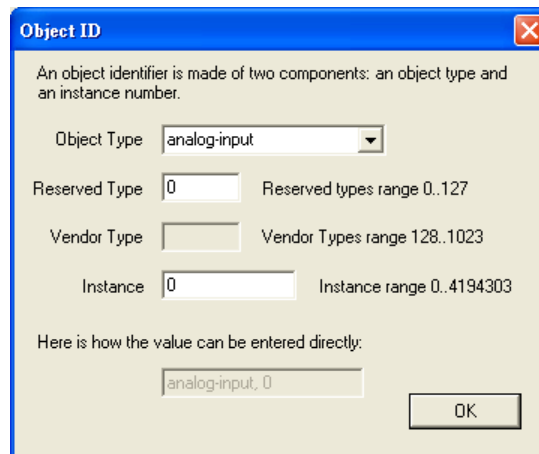 Object ID
An object identifier is made of two components: an object type and
an instance number.
Object Type analog-input
Reserved Type 0 Reserved types range 0..127
Vendor Type Vendor Types range 128..1023
Instance 0 Instance range 0..4194303
Here is how the value can be entered directly:
analog-input, 0
OK